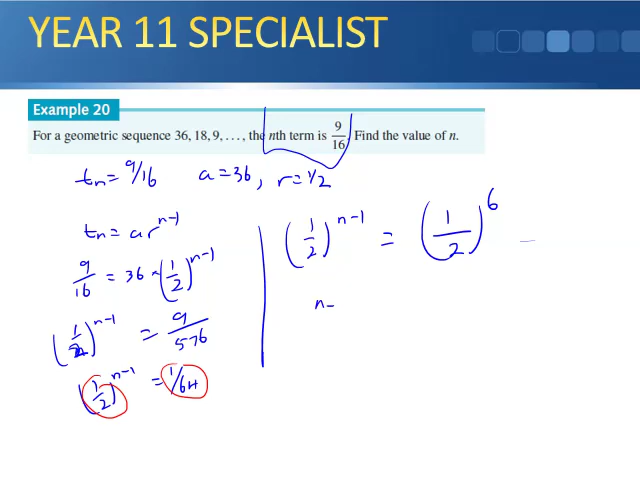 YEAR 11 SPECIALIST
Example 20
For a geometric sequence 36, 18, 9, . . . , the nth term is 9/16. Find the value of n.
tn = 9/16 a = 36, r = 1/2
tn = ar^(n-1)
9/16 = 36 × (1/2)^(n-1)
(1/2)^(n-1) = 9/576
(1/2)^(n-1) = 1/64
(1/2)^(n-1) = (1/2)^6
n-